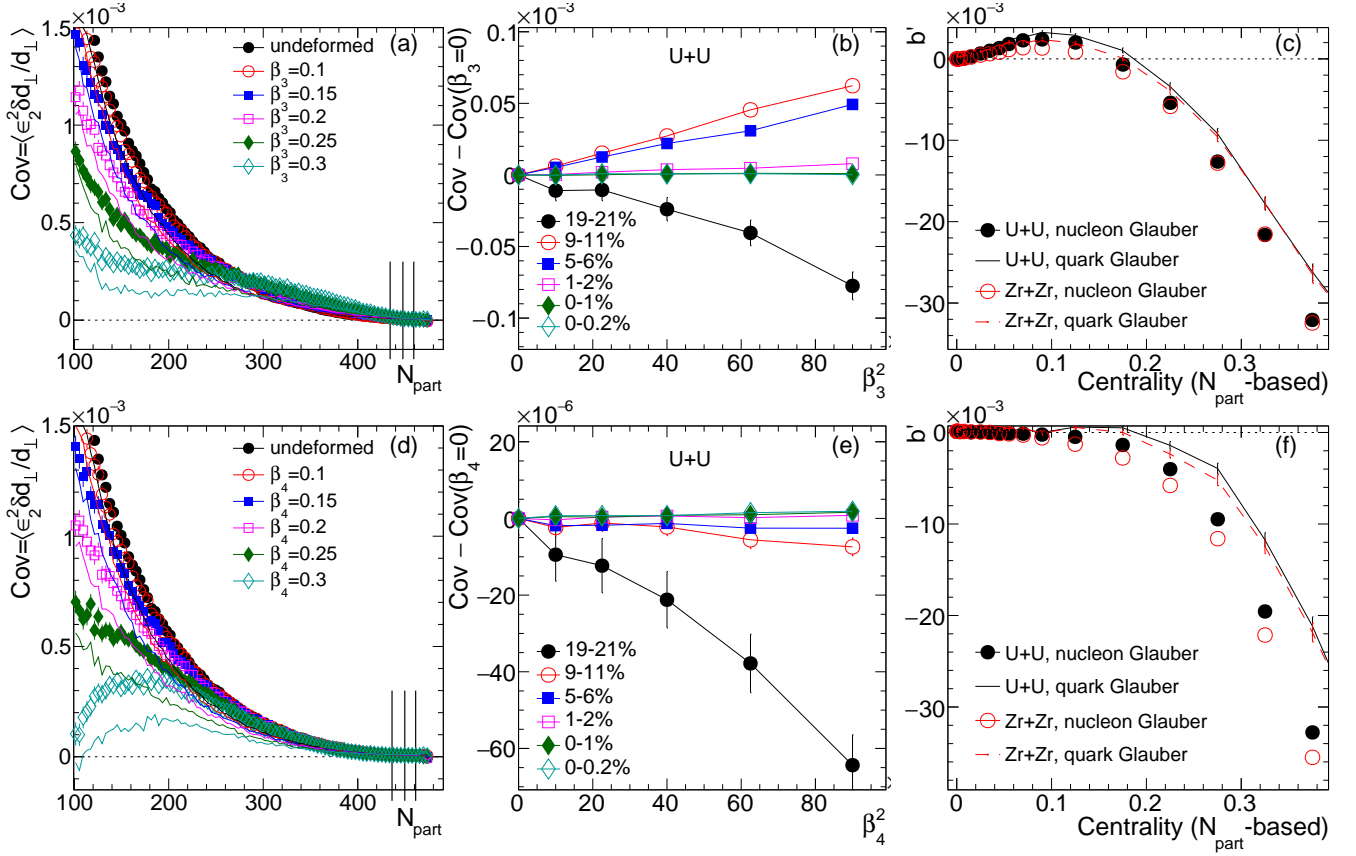 ×10⁻³
(a)
Cov=⟨ε₂²δd⊥/d⊥⟩
1.5
1
0.5
0
undeformed
β₃=0.1
β₃=0.15
β₃=0.2
β₃=0.25
β₃=0.3
100 200 300 400
N_part
×10⁻³
(b)
U+U
Cov − Cov(β₃=0)
0.1
0.05
0
−0.05
−0.1
19-21%
9-11%
5-6%
1-2%
0-1%
0-0.2%
0 20 40 60 80
β₃²
×10⁻³
(c)
b'
0
−10
−20
−30
U+U, nucleon Glauber
U+U, quark Glauber
Zr+Zr, nucleon Glauber
Zr+Zr, quark Glauber
0 0.1 0.2 0.3
Centrality (N_part-based)
×10⁻³
(d)
Cov=⟨ε₂²δd⊥/d⊥⟩
1.5
1
0.5
0
undeformed
β₄=0.1
β₄=0.15
β₄=0.2
β₄=0.25
β₄=0.3
100 200 300 400
N_part
×10⁻⁶
(e)
U+U
Cov − Cov(β₄=0)
20
0
−20
−40
−60
19-21%
9-11%
5-6%
1-2%
0-1%
0-0.2%
0 20 40 60 80
β₄²
×10⁻³
(f)
b'
0
−10
−20
−30
U+U, nucleon Glauber
U+U, quark Glauber
Zr+Zr, nucleon Glauber
Zr+Zr, quark Glauber
0 0.1 0.2 0.3
Centrality (N_part-based)